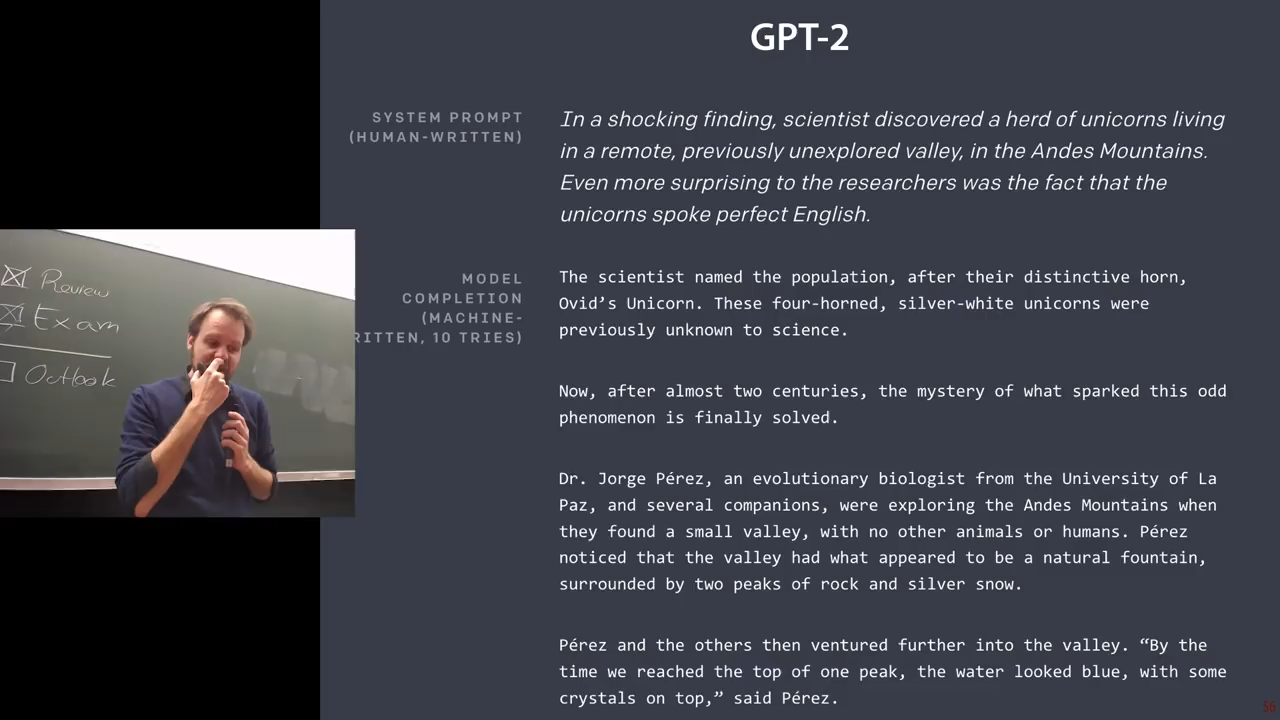 GPT-2
SYSTEM PROMPT
(HUMAN-WRITTEN)
In a shocking finding, scientist discovered a herd of unicorns living
in a remote, previously unexplored valley, in the Andes Mountains.
Even more surprising to the researchers was the fact that the
unicorns spoke perfect English.
Review
Exam
Outlook
MODEL
COMPLETION
(MACHINE-
RITTEN, 10 TRIES)
The scientist named the population, after their distinctive horn,
Ovid’s Unicorn. These four-horned, silver-white unicorns were
previously unknown to science.
Now, after almost two centuries, the mystery of what sparked this odd
phenomenon is finally solved.
Dr. Jorge Pérez, an evolutionary biologist from the University of La
Paz, and several companions, were exploring the Andes Mountains when
they found a small valley, with no other animals or humans. Pérez
noticed that the valley had what appeared to be a natural fountain,
surrounded by two peaks of rock and silver snow.
Pérez and the others then ventured further into the valley. “By the
time we reached the top of one peak, the water looked blue, with some
crystals on top,” said Pérez.
56